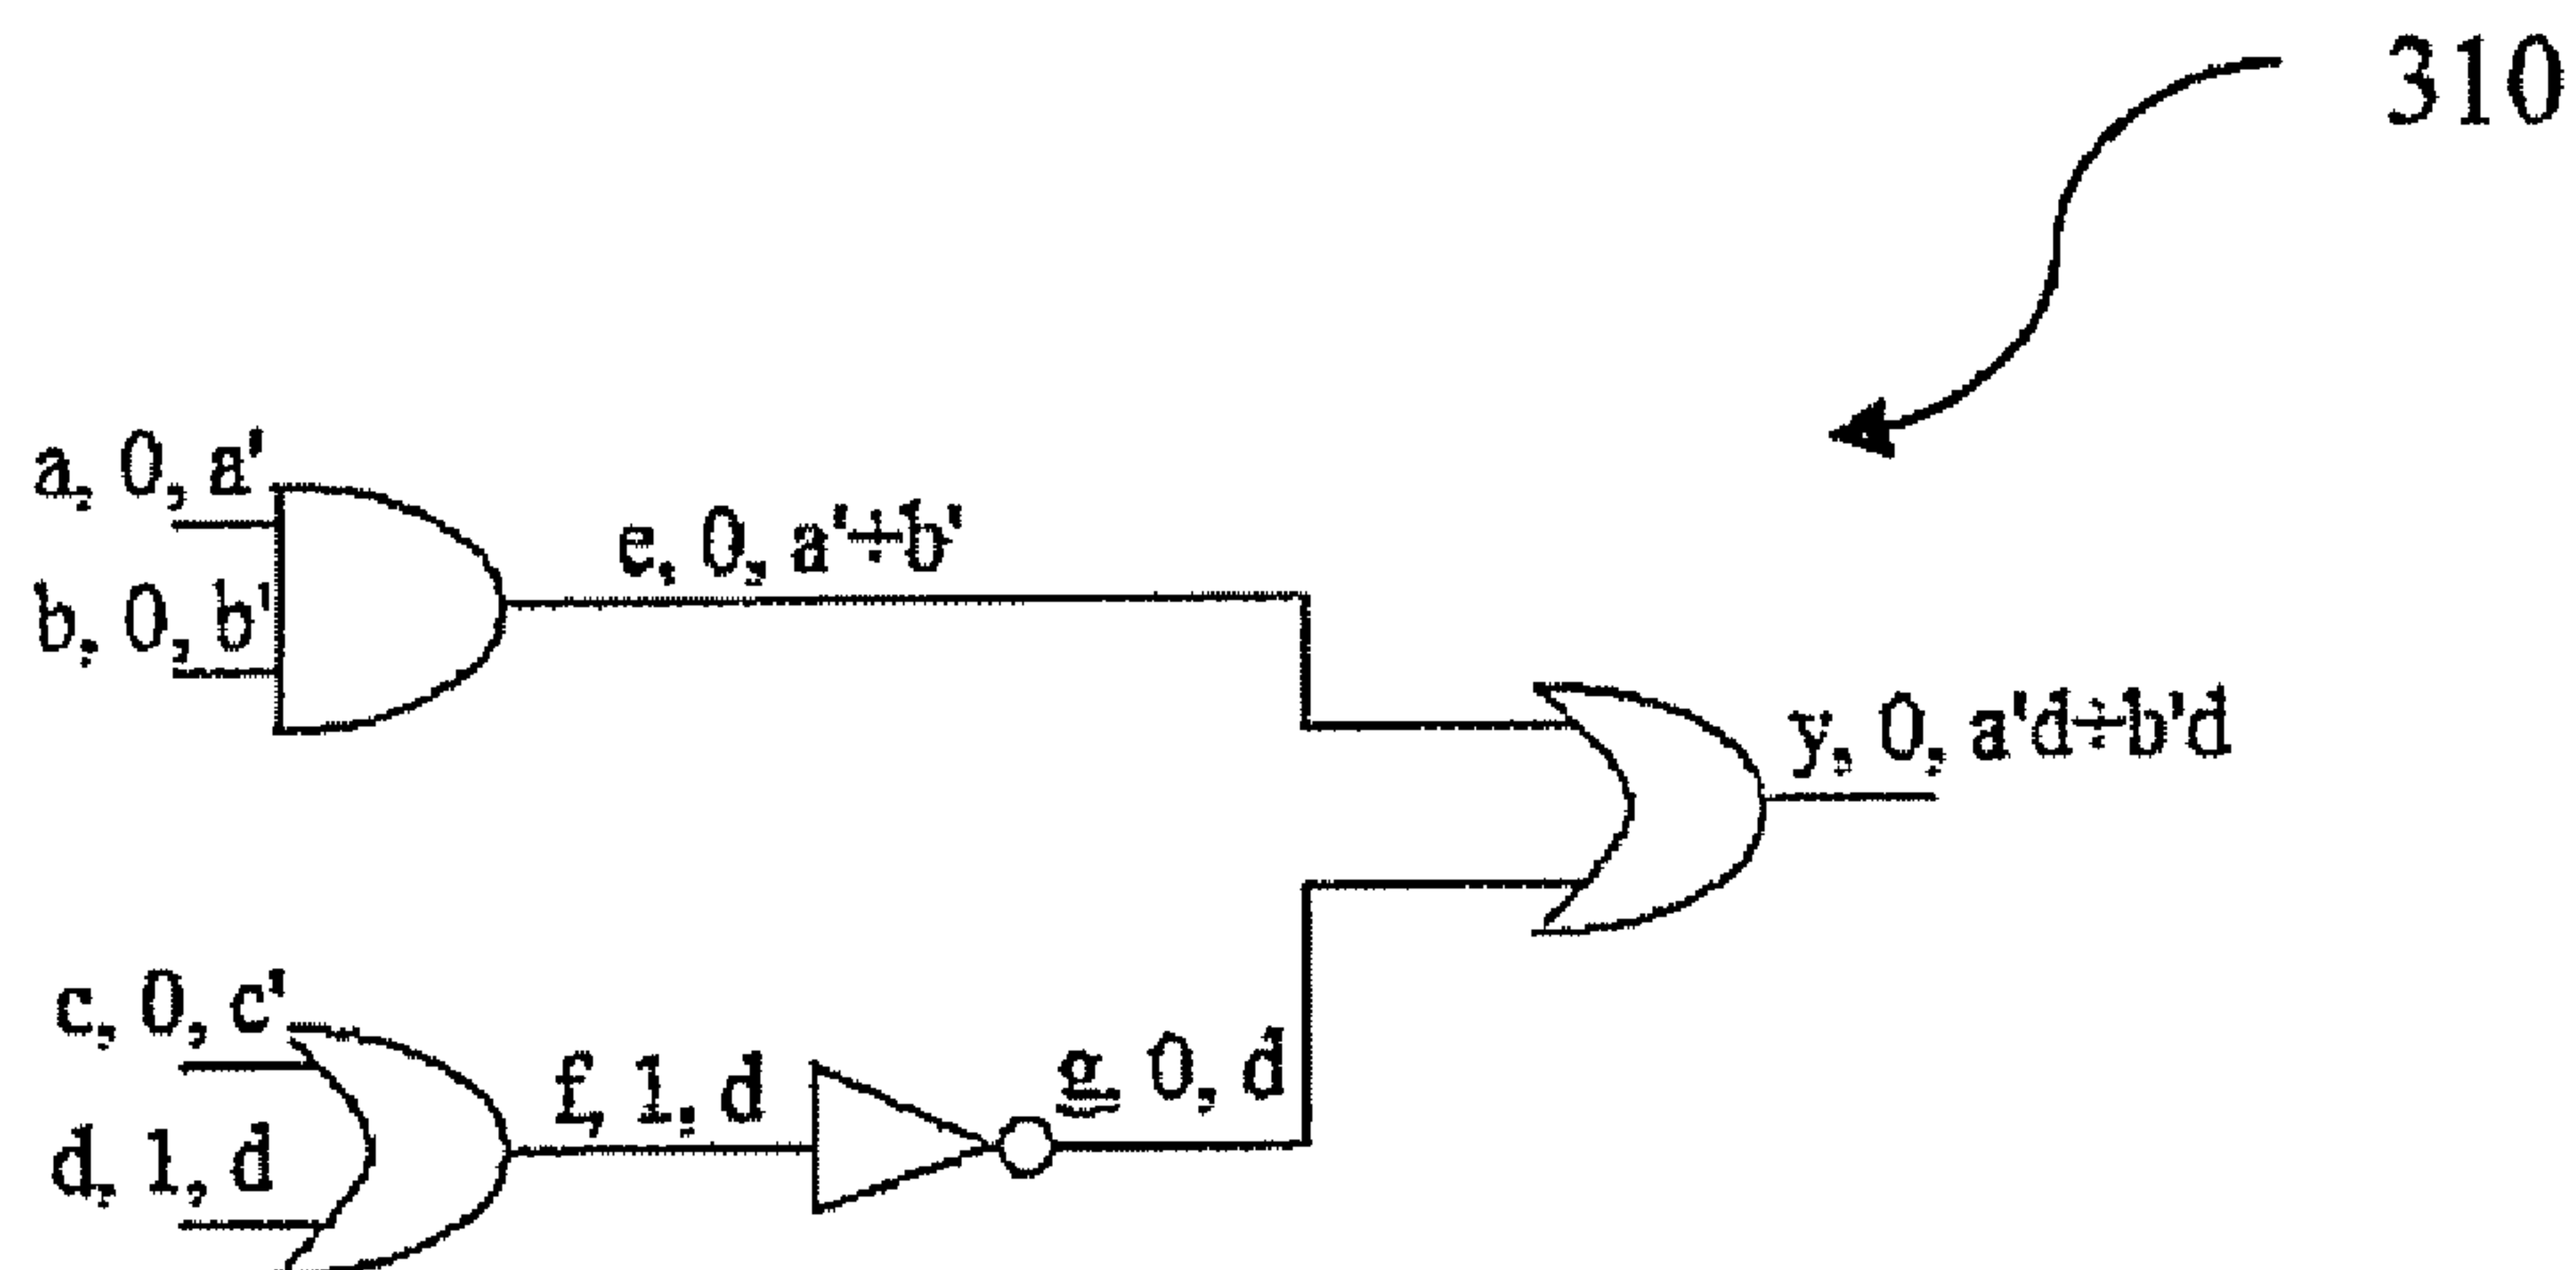 310
a, 0, a'
b, 0, b'
e, 0, a'+b'
y, 0, a'd+b'd
c, 0, c'
d, 1, d
f, 1, d
g, 0, d